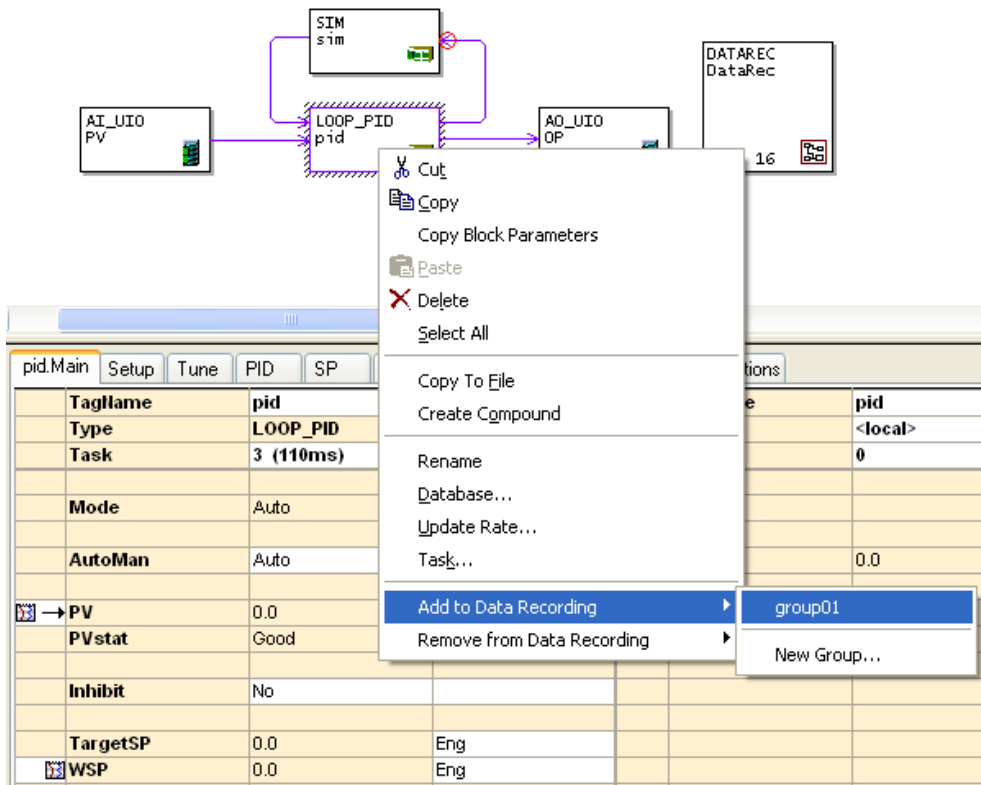 SIM
sim
DATAREC
DataRec
16
AI_UIO
PV
LOOP_PID
pid
AO_UIO
OP
Cut
Copy
Copy Block Parameters
Paste
Delete
Select All
Copy To File
Create Compound
Rename
Database...
Update Rate...
Task...
Add to Data Recording
Remove from Data Recording
group01
New Group...
pid.Main Setup Tune PID SP
TagName pid pid
Type LOOP_PID <local>
Task 3 (110ms) 0
Mode Auto
AutoMan Auto 0.0
PV 0.0
PVstat Good
Inhibit No
TargetSP 0.0 Eng
WSP 0.0 Eng